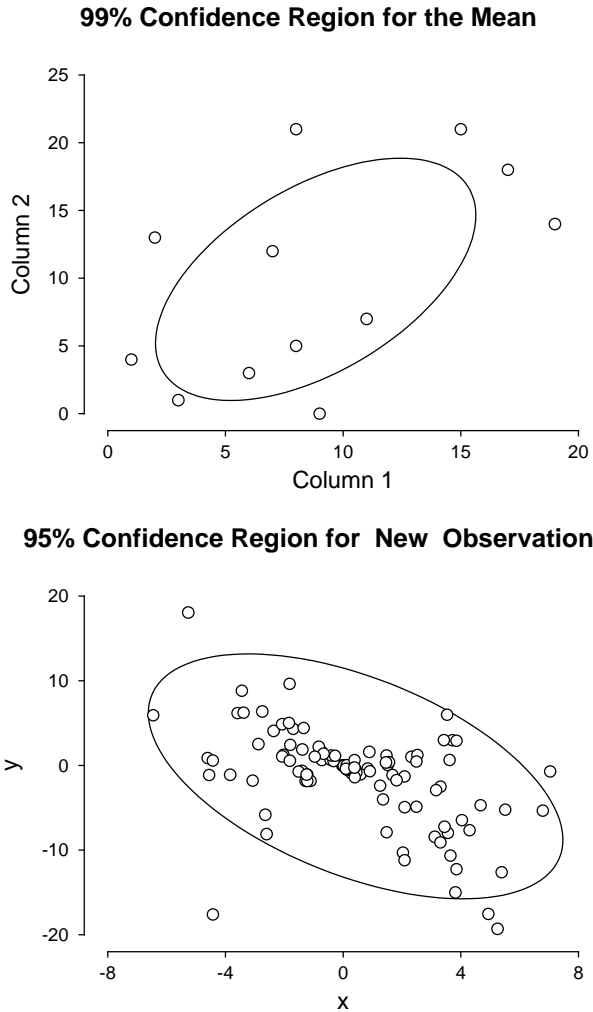 99% Confidence Region for the Mean
25
20
15
10
5
0
Column 2
0 5 10 15 20
Column 1
95% Confidence Region for  New  Observation
20
10
0
-10
-20
y
-8 -4 0 4 8
x